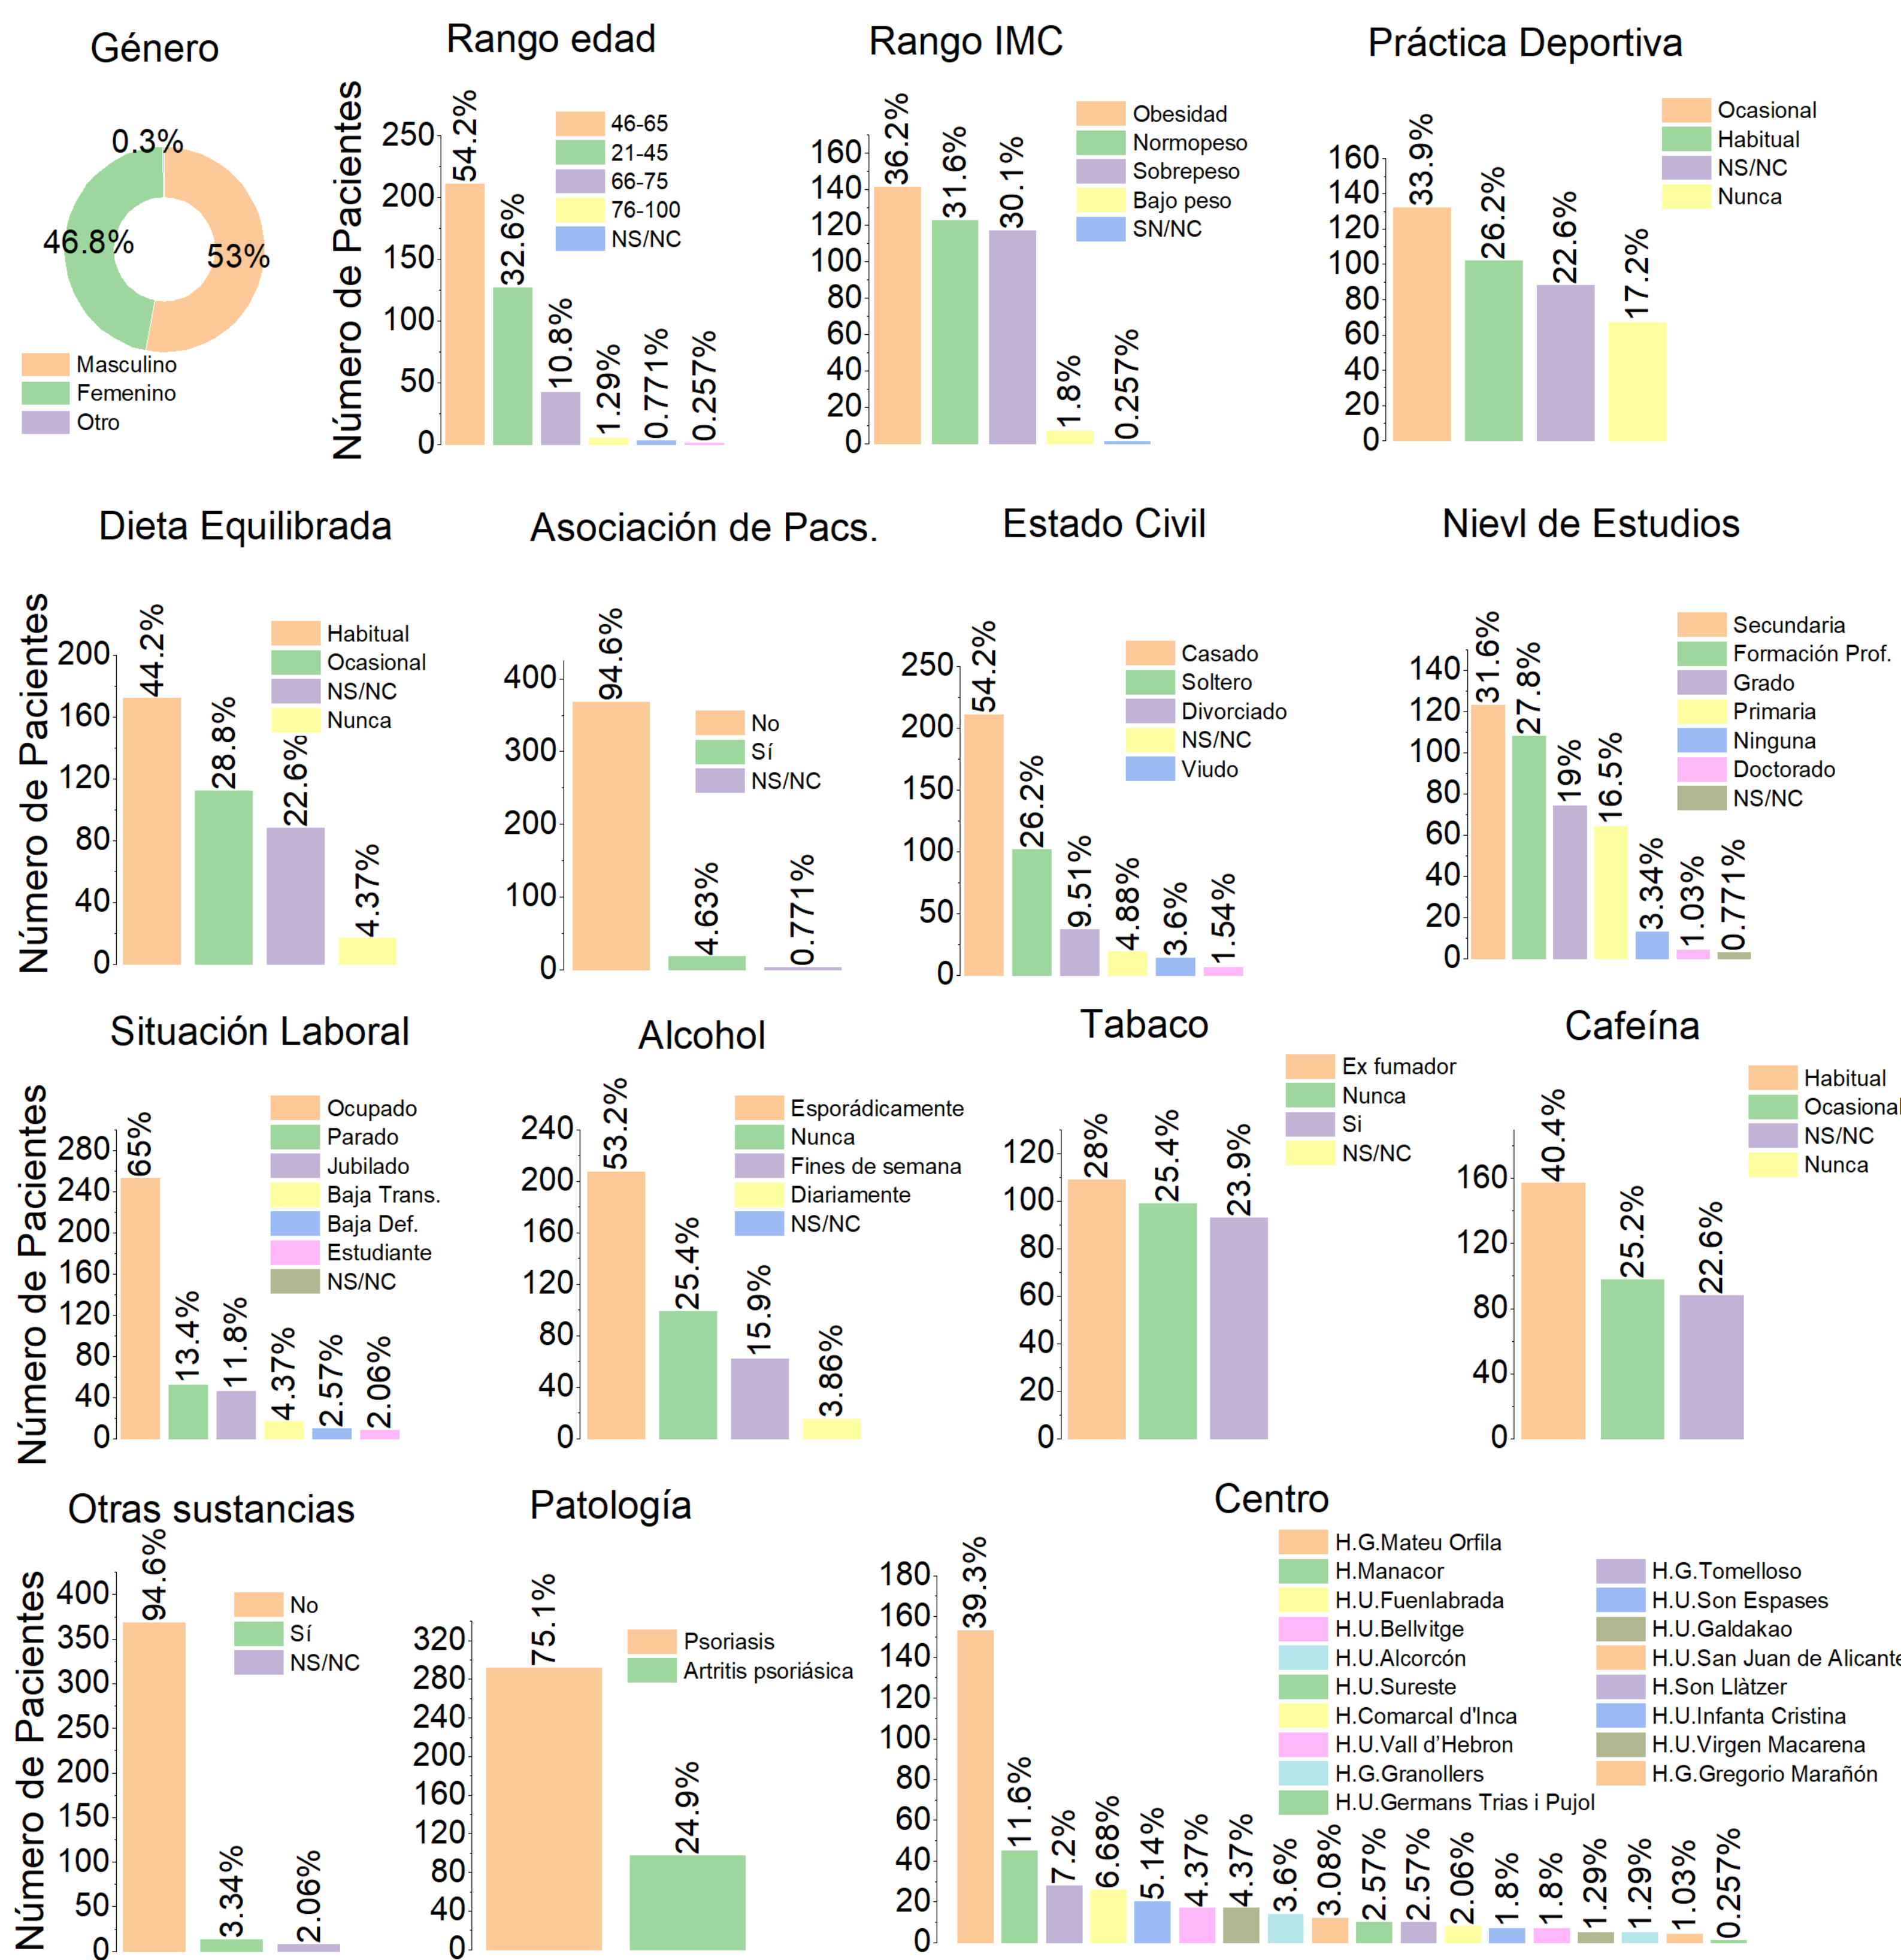 Género
0.3%
46.8%
53%
Masculino
Femenino
Otro
Rango edad
Número de Pacientes
250
200
150
100
50
0
54.2%
32.6%
10.8%
1.29%
0.771%
0.257%
46-65
21-45
66-75
76-100
NS/NC
Rango IMC
160
140
120
100
80
60
40
20
0
36.2%
31.6%
30.1%
1.8%
0.257%
Obesidad
Normopeso
Sobrepeso
Bajo peso
SN/NC
Práctica Deportiva
160
140
120
100
80
60
40
20
0
33.9%
26.2%
22.6%
17.2%
Ocasional
Habitual
NS/NC
Nunca
Dieta Equilibrada
Número de Pacientes
200
160
120
80
40
0
44.2%
28.8%
22.6%
4.37%
Habitual
Ocasional
NS/NC
Nunca
Asociación de Pacs.
400
300
200
100
0
94.6%
4.63%
0.771%
No
Sí
NS/NC
Estado Civil
250
200
150
100
50
0
54.2%
26.2%
9.51%
4.88%
3.6%
1.54%
Casado
Soltero
Divorciado
NS/NC
Viudo
Nievl de Estudios
140
120
100
80
60
40
20
0
31.6%
27.8%
19%
16.5%
3.34%
1.03%
0.771%
Secundaria
Formación Prof.
Grado
Primaria
Ninguna
Doctorado
NS/NC
Situación Laboral
Número de Pacientes
280
240
200
160
120
80
40
0
65%
13.4%
11.8%
4.37%
2.57%
2.06%
Ocupado
Parado
Jubilado
Baja Trans.
Baja Def.
Estudiante
NS/NC
Alcohol
240
200
160
120
80
40
0
53.2%
25.4%
15.9%
3.86%
Esporádicamente
Nunca
Fines de semana
Diariamente
NS/NC
Tabaco
120
100
80
60
40
20
0
28%
25.4%
23.9%
Ex fumador
Nunca
Si
NS/NC
Cafeína
160
120
80
40
0
40.4%
25.2%
22.6%
Habitual
Ocasional
NS/NC
Nunca
Otras sustancias
Número de Pacientes
400
350
300
250
200
150
100
50
0
94.6%
3.34%
2.06%
No
Sí
NS/NC
Patología
320
280
240
200
160
120
80
40
0
75.1%
24.9%
Psoriasis
Artritis psoriásica
Centro
180
160
140
120
100
80
60
40
20
0
39.3%
11.6%
7.2%
6.68%
5.14%
4.37%
4.37%
3.6%
3.08%
2.57%
2.57%
2.06%
1.8%
1.8%
1.29%
1.29%
1.03%
0.257%
H.G.Mateu Orfila
H.Manacor
H.U.Fuenlabrada
H.U.Bellvitge
H.U.Alcorcón
H.U.Sureste
H.Comarcal d'Inca
H.U.Vall d’Hebron
H.G.Granollers
H.U.Germans Trias i Pujol
H.G.Tomelloso
H.U.Son Espases
H.U.Galdakao
H.U.San Juan de Alicante
H.Son Llàtzer
H.U.Infanta Cristina
H.U.Virgen Macarena
H.G.Gregorio Marañón